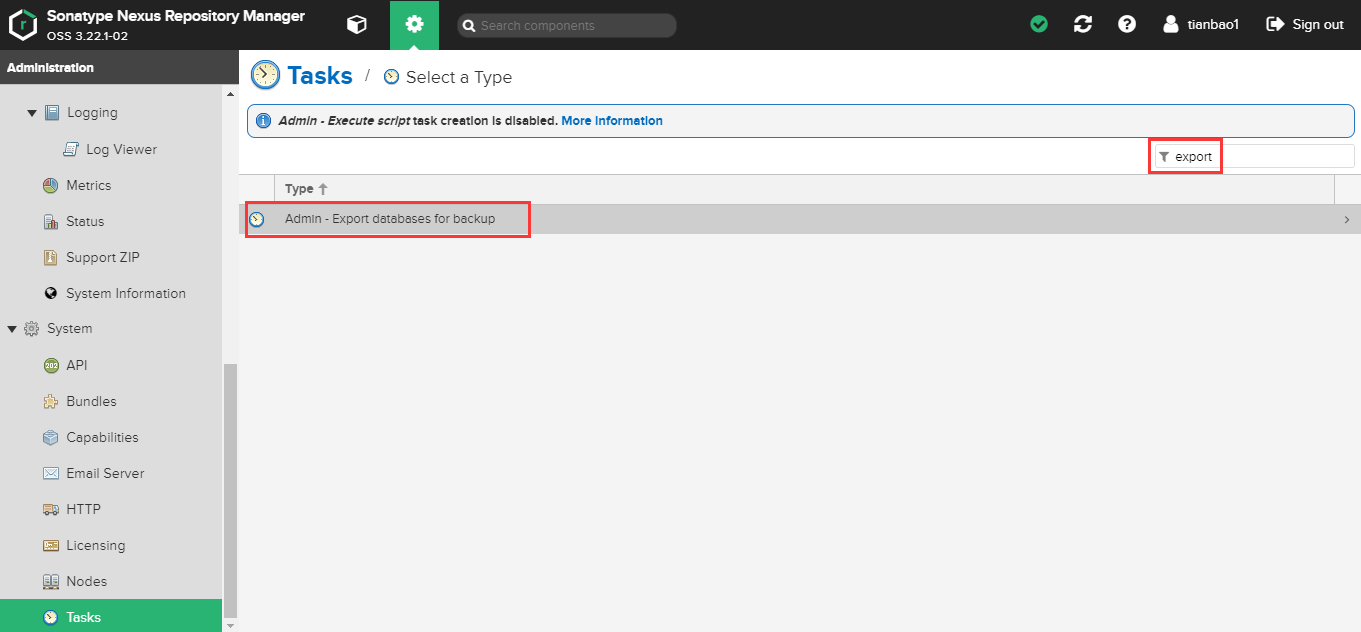 Sonatype Nexus Repository Manager
OSS 3.22.1-02
Search components
tianbao1
Sign out
Administration
Logging
Log Viewer
Metrics
Status
Support ZIP
System Information
System
API
Bundles
Capabilities
Email Server
HTTP
Licensing
Nodes
Tasks
Tasks / Select a Type
Admin - Execute script task creation is disabled. More information
export
Type
Admin - Export databases for backup